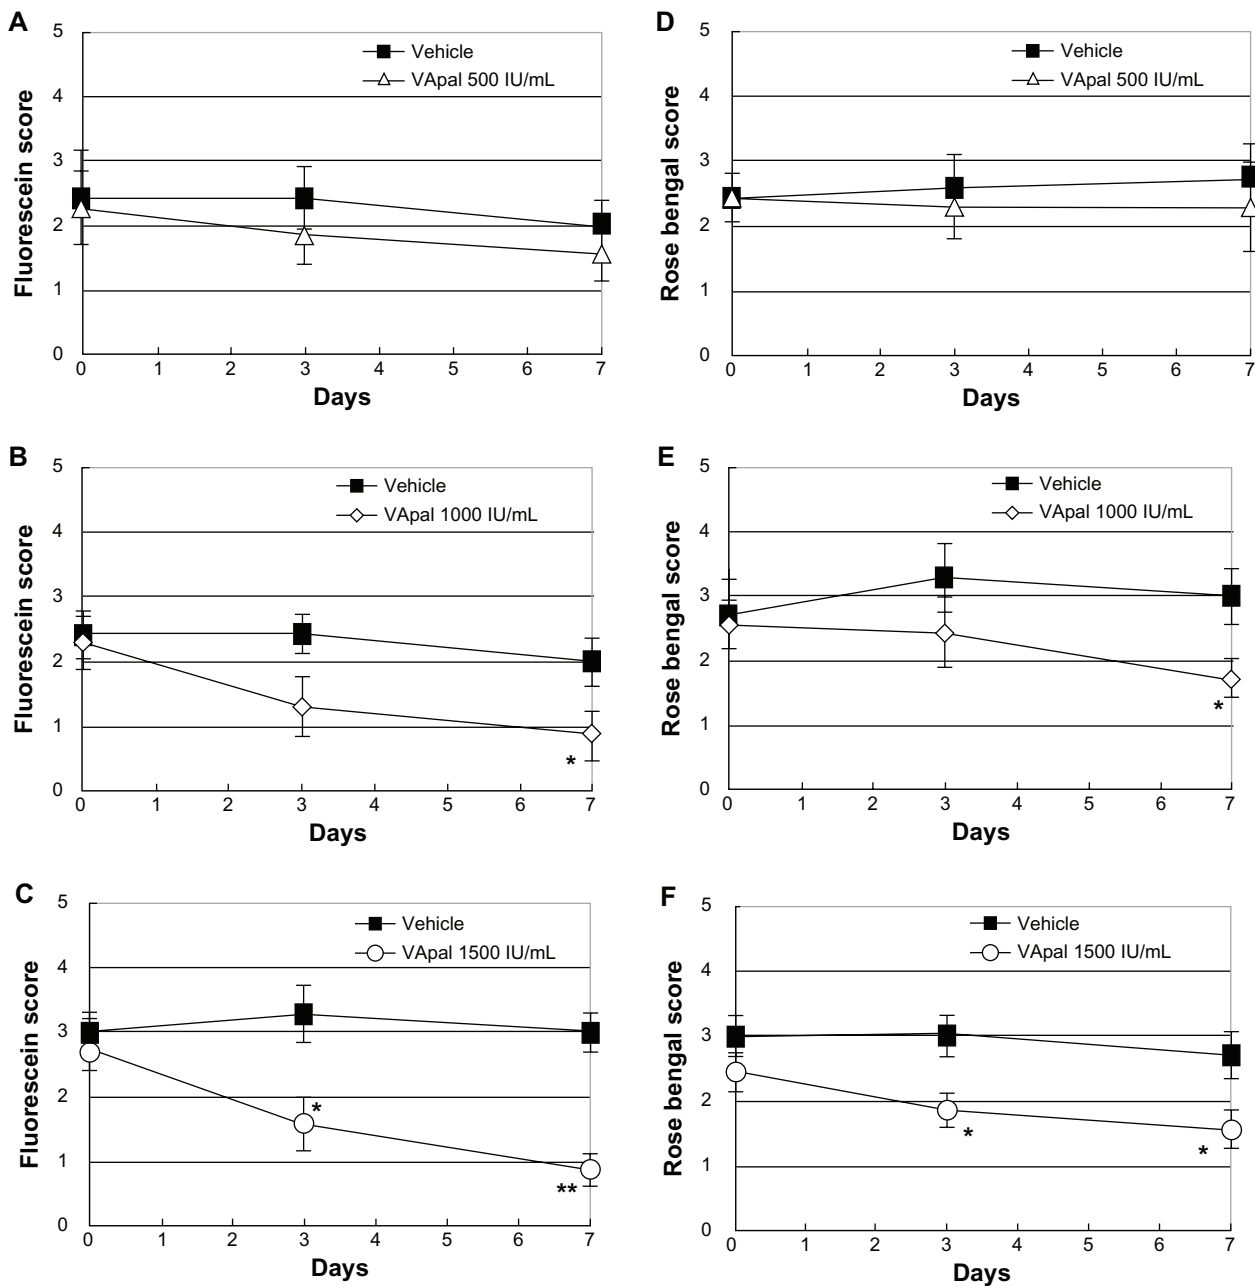 A
Fluorescein score
5
4
3
2
1
0
Vehicle
VApal 500 IU/mL
0 1 2 3 4 5 6 7
Days
D
Rose bengal score
5
4
3
2
1
0
Vehicle
VApal 500 IU/mL
0 1 2 3 4 5 6 7
Days
B
Fluorescein score
5
4
3
2
1
0
Vehicle
VApal 1000 IU/mL
*
0 1 2 3 4 5 6 7
Days
E
Rose bengal score
5
4
3
2
1
0
Vehicle
VApal 1000 IU/mL
*
0 1 2 3 4 5 6 7
Days
C
Fluorescein score
5
4
3
2
1
0
Vehicle
VApal 1500 IU/mL
*
**
0 1 2 3 4 5 6 7
Days
F
Rose bengal score
5
4
3
2
1
0
Vehicle
VApal 1500 IU/mL
*
*
0 1 2 3 4 5 6 7
Days